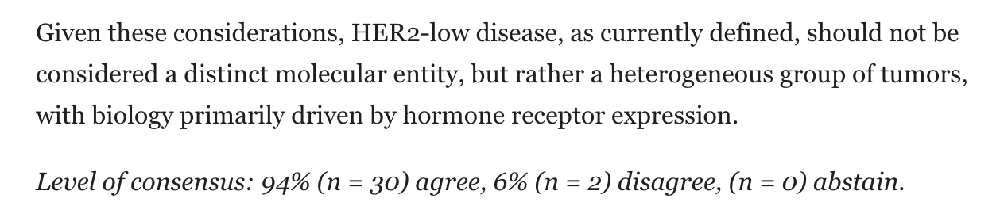 Given these considerations, HER2-low disease, as currently defined, should not be
considered a distinct molecular entity, but rather a heterogeneous group of tumors,
with biology primarily driven by hormone receptor expression.
Level of consensus: 94% (n = 30) agree, 6% (n = 2) disagree, (n = 0) abstain.